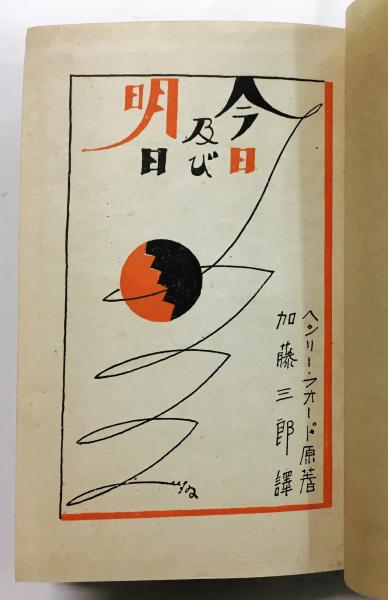 今日
及び
明日
ヘンリー・フォード原著
加藤三郎譯